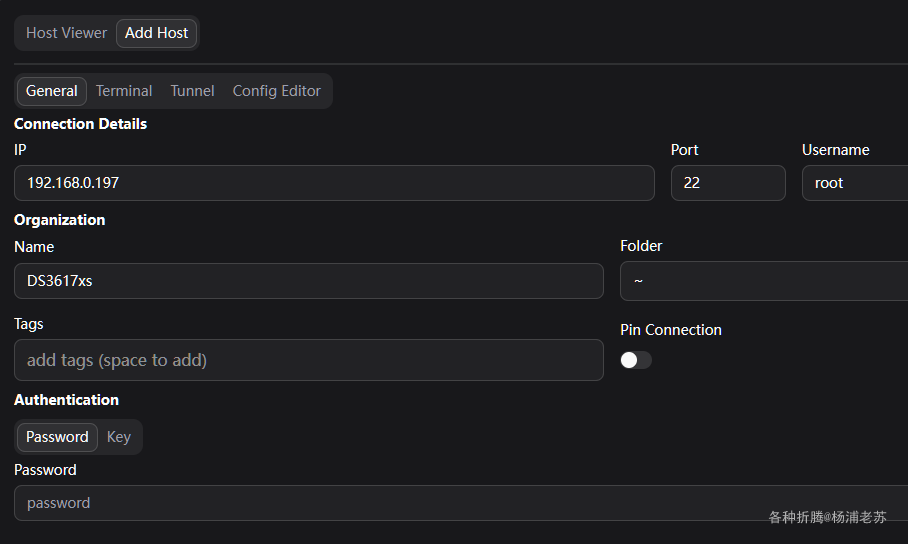 Host Viewer Add Host
General Terminal Tunnel Config Editor
Connection Details
IP Port Username
192.168.0.197 22 root
Organization
Name Folder
DS3617xs ~
Tags Pin Connection
add tags (space to add)
Authentication
Password Key
Password
password
各种折腾@杨浦老苏